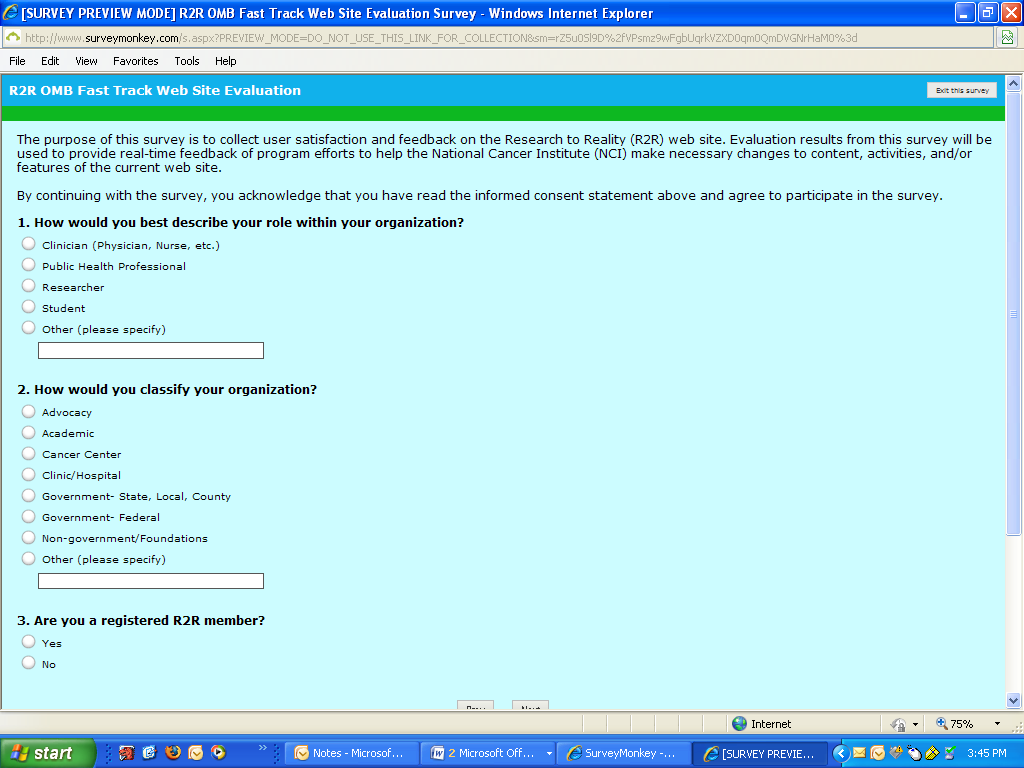 [SURVEY PREVIEW MODE] R2R OMB Fast Track Web Site Evaluation Survey - Windows Internet Explorer
http://www.surveymonkey.com/s.aspx?PREVIEW_MODE=DO_NOT_USE_THIS_LINK_FOR_COLLECTION&sm=rZ5u0Sl9D%2fVPsmz9wFgbUqrkVZXD0qm0QmDVGNrHaM0%3d
File Edit View Favorites Tools Help
R2R OMB Fast Track Web Site Evaluation
Exit this survey
The purpose of this survey is to collect user satisfaction and feedback on the Research to Reality (R2R) web site. Evaluation results from this survey will be
used to provide real-time feedback of program efforts to help the National Cancer Institute (NCI) make necessary changes to content, activities, and/or
features of the current web site.
By continuing with the survey, you acknowledge that you have read the informed consent statement above and agree to participate in the survey.
1. How would you best describe your role within your organization?
Clinician (Physician, Nurse, etc.)
Public Health Professional
Researcher
Student
Other (please specify)
2. How would you classify your organization?
Advocacy
Academic
Cancer Center
Clinic/Hospital
Government- State, Local, County
Government- Federal
Non-government/Foundations
Other (please specify)
3. Are you a registered R2R member?
Yes
No
Prev Next
Internet 75%
start Notes - Microsof... 2 Microsoft Off... SurveyMonkey -... [SURVEY PREVIE... 3:45 PM